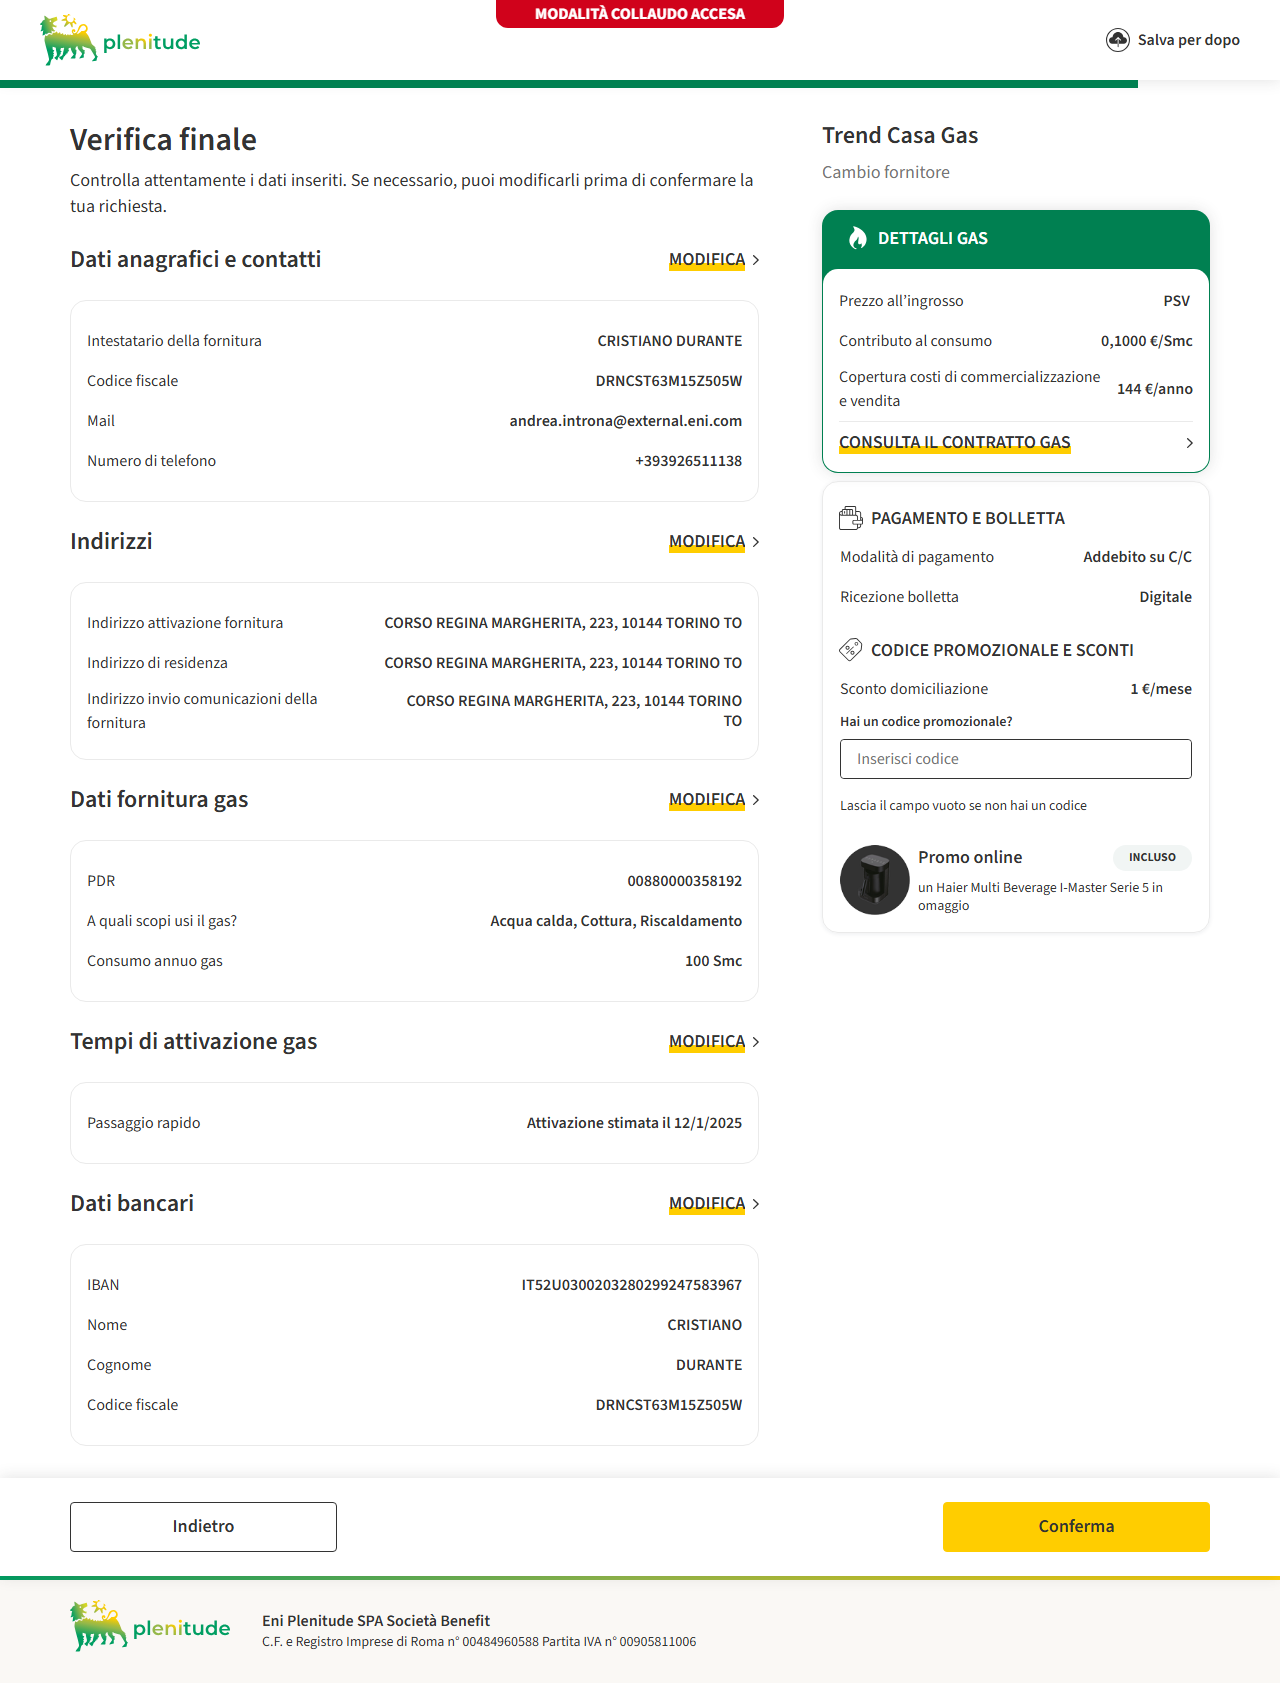 MODALITÀ COLLAUDO ACCESA
plenitude
Salva per dopo
Verifica finale
Controlla attentamente i dati inseriti. Se necessario, puoi modificarli prima di confermare la
tua richiesta.
Dati anagrafici e contatti
MODIFICA
Intestatario della fornitura
CRISTIANO DURANTE
Codice fiscale
DRNCST63M15Z505W
Mail
andrea.introna@external.eni.com
Numero di telefono
+393926511138
Indirizzi
MODIFICA
Indirizzo attivazione fornitura
CORSO REGINA MARGHERITA, 223, 10144 TORINO TO
Indirizzo di residenza
CORSO REGINA MARGHERITA, 223, 10144 TORINO TO
Indirizzo invio comunicazioni della
fornitura
CORSO REGINA MARGHERITA, 223, 10144 TORINO
TO
Dati fornitura gas
MODIFICA
PDR
00880000358192
A quali scopi usi il gas?
Acqua calda, Cottura, Riscaldamento
Consumo annuo gas
100 Smc
Tempi di attivazione gas
MODIFICA
Passaggio rapido
Attivazione stimata il 12/1/2025
Dati bancari
MODIFICA
IBAN
IT52U0300203280299247583967
Nome
CRISTIANO
Cognome
DURANTE
Codice fiscale
DRNCST63M15Z505W
Trend Casa Gas
Cambio fornitore
DETTAGLI GAS
Prezzo all’ingrosso
PSV
Contributo al consumo
0,1000 €/Smc
Copertura costi di commercializzazione
e vendita
144 €/anno
CONSULTA IL CONTRATTO GAS
PAGAMENTO E BOLLETTA
Modalità di pagamento
Addebito su C/C
Ricezione bolletta
Digitale
CODICE PROMOZIONALE E SCONTI
Sconto domiciliazione
1 €/mese
Hai un codice promozionale?
Inserisci codice
Lascia il campo vuoto se non hai un codice
Promo online
INCLUSO
un Haier Multi Beverage I-Master Serie 5 in
omaggio
Indietro
Conferma
plenitude
Eni Plenitude SPA Società Benefit
C.F. e Registro Imprese di Roma n° 00484960588 Partita IVA n° 00905811006